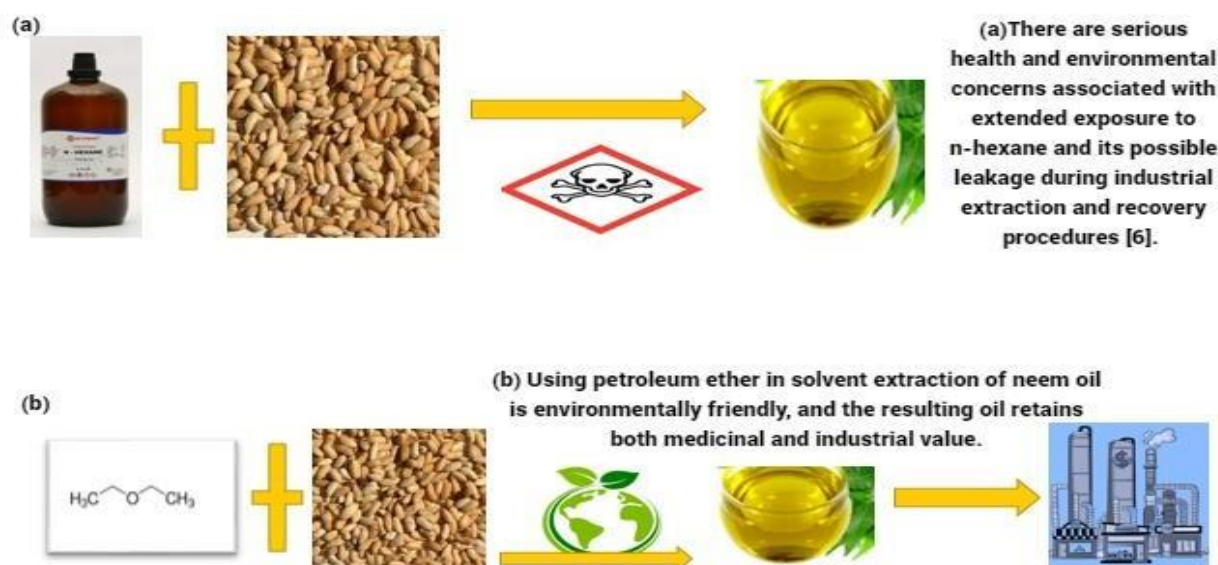 (a)
N - HEXANE
(a)There are serious
health and environmental
concerns associated with
extended exposure to
n-hexane and its possible
leakage during industrial
extraction and recovery
procedures [6].
(b) Using petroleum ether in solvent extraction of neem oil
is environmentally friendly, and the resulting oil retains
both medicinal and industrial value.
(b)
H₃C O CH₃